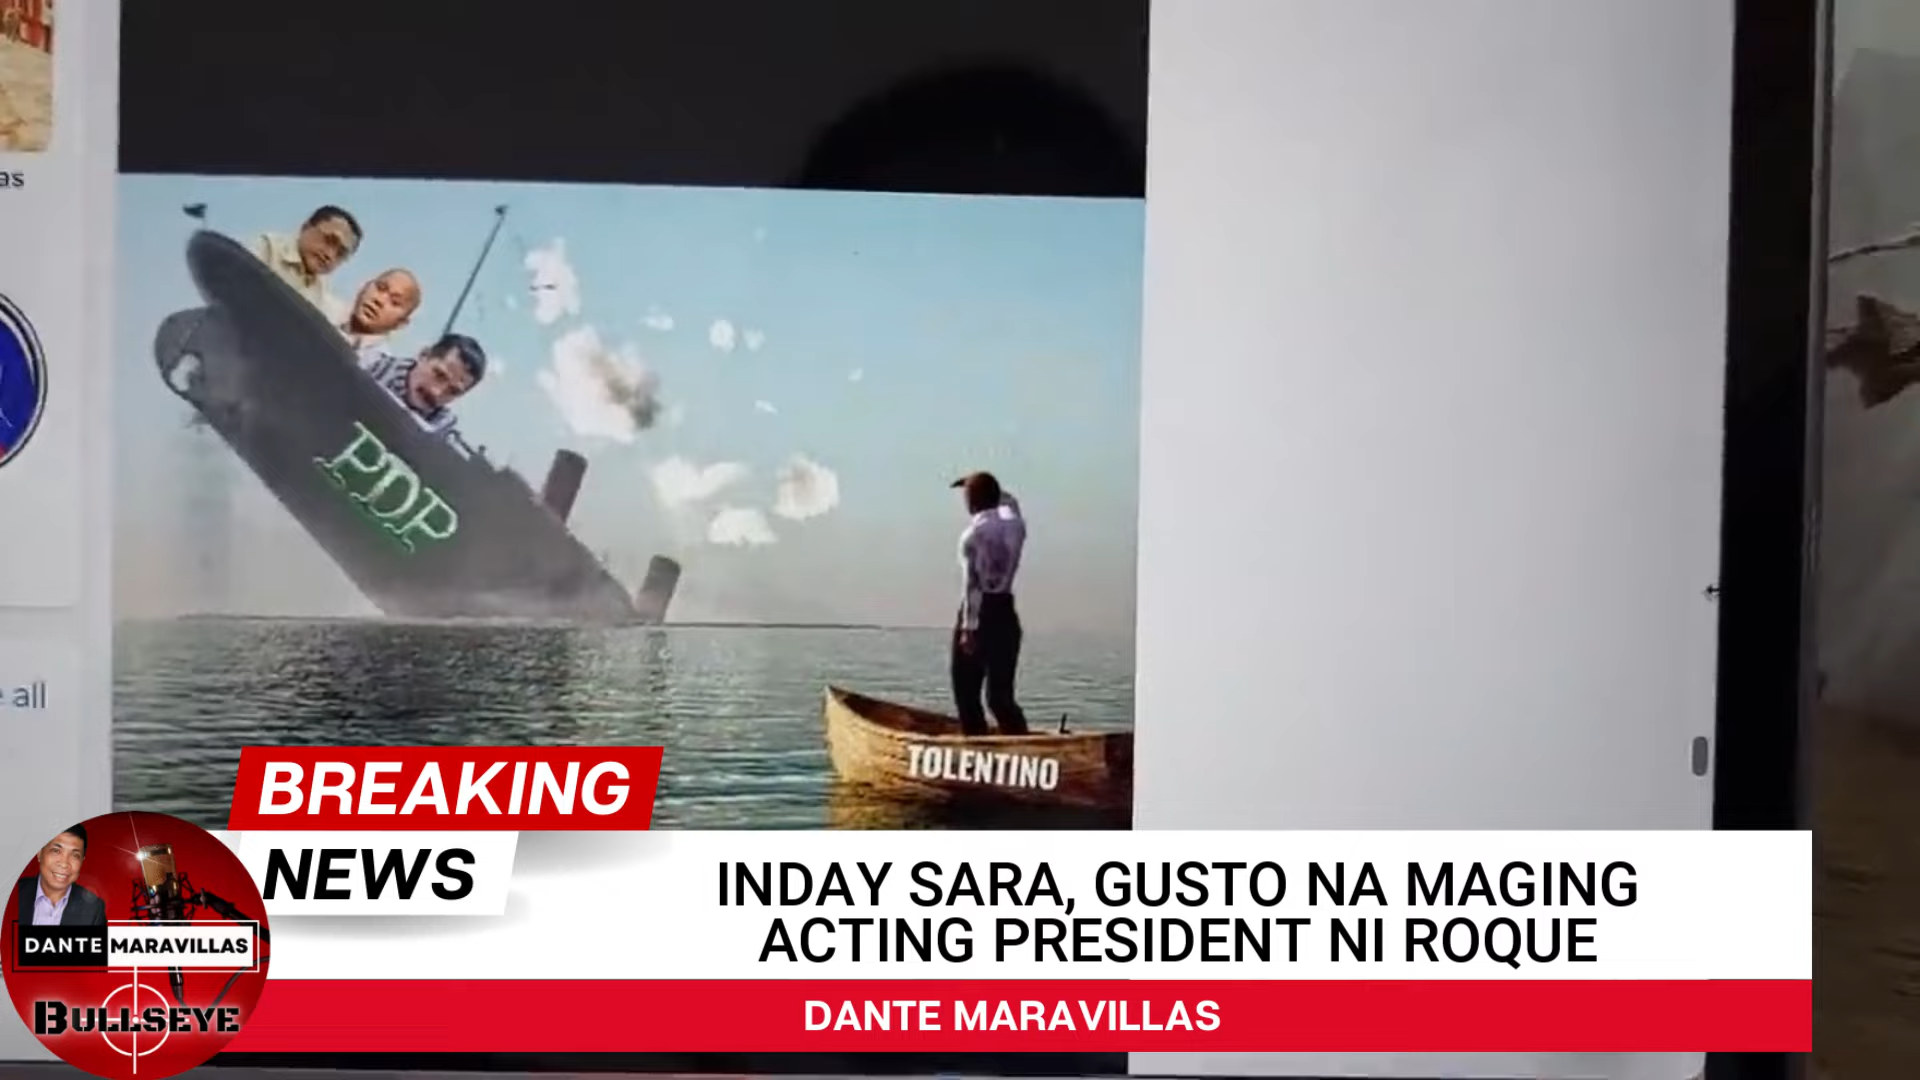 as
all
PDP
TOLENTINO
BREAKING
NEWS
INDAY SARA, GUSTO NA MAGING
ACTING PRESIDENT NI ROQUE
DANTE MARAVILLAS
DANTE MARAVILLAS
BULLSEYE